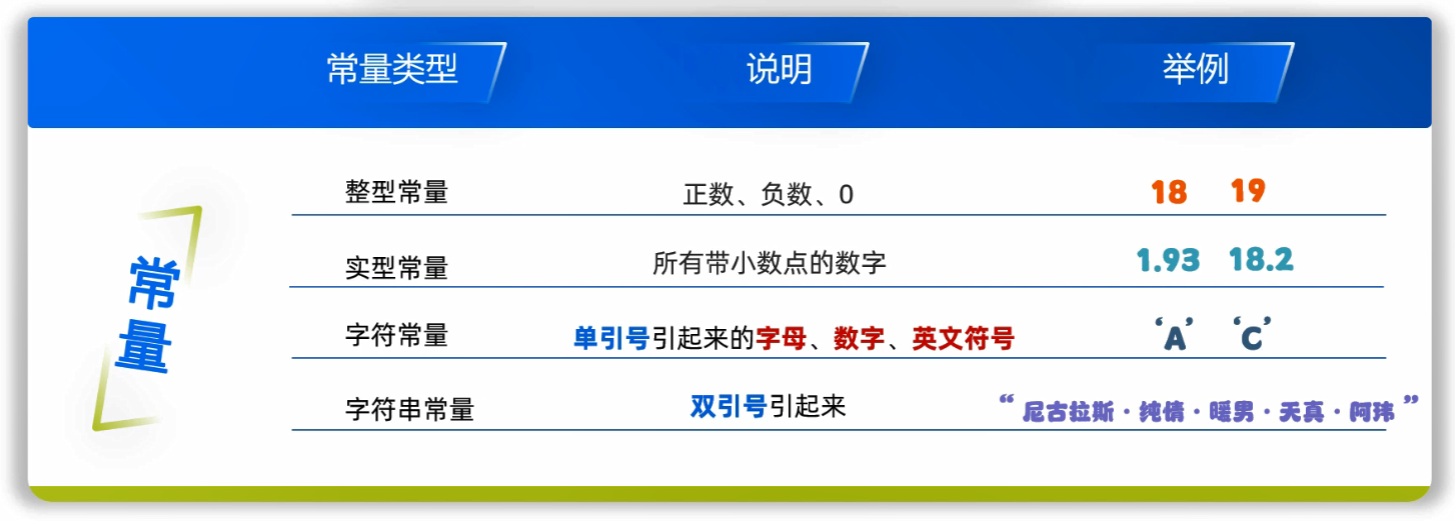 常量类型 说明 举例
常量
整型常量 正数、负数、0 18 19
实型常量 所有带小数点的数字 1.93 18.2
字符常量 单引号引起来的字母、数字、英文符号 ‘A’ ‘C’
字符串常量 双引号引起来 “尼古拉斯·纯情·暖男·天真·阿玮”